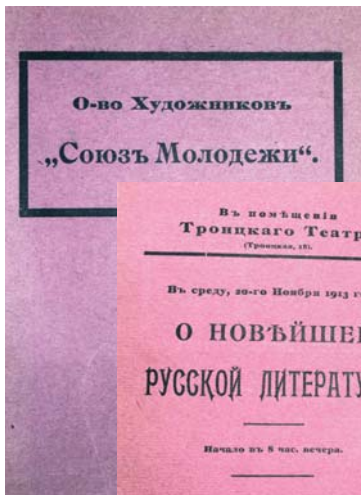 О-во Художниковъ
„Союзъ Молодежи“.
Въ помѣщенiи
Троицкаго Театр
(Троицкая, 18).
Въ среду, 20-го Ноября 1913 г
О НОВѢЙШЕ
РУССКОЙ ЛИТЕРАТУ
Начало въ 8 час. вечера.